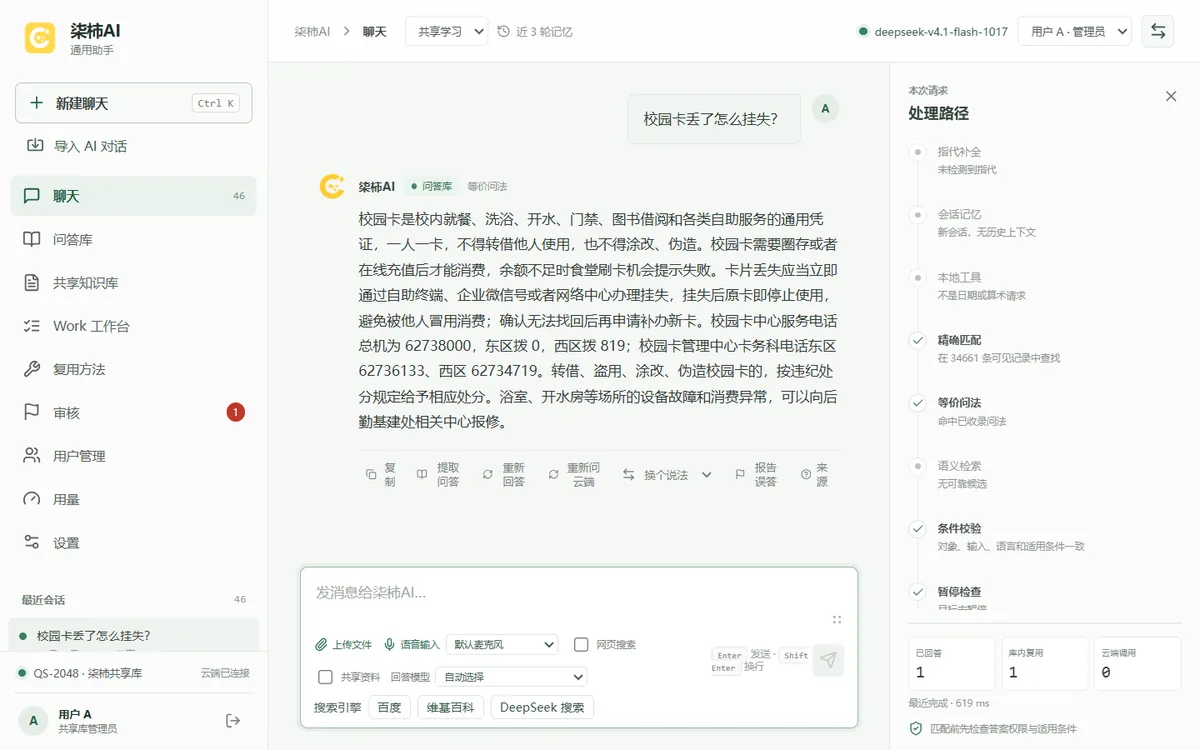 柒柿AI
通用助手
新建聊天
Ctrl K
导入 AI 对话
聊天
46
问答库
共享知识库
Work 工作台
复用方法
审核
1
用户管理
用量
设置
最近会话
46
校园卡丢了怎么挂失?
QS-2048 · 柒柿共享库
云端已连接
A
用户 A
共享库管理员
柒柿AI
聊天
共享学习
近 3 轮记忆
deepseek-v4.1-flash-1017
用户 A · 管理员
校园卡丢了怎么挂失?
A
柒柿AI
问答库
等价问法
校园卡是校内就餐、洗浴、开水、门禁、图书借阅和各类自助服务的通用凭
证，一人一卡，不得转借他人使用，也不得涂改、伪造。校园卡需要圈存或者
在线充值后才能消费，余额不足时食堂刷卡机会提示失败。卡片丢失应当立即
通过自助终端、企业微信号或者网络中心办理挂失，挂失后原卡即停止使用，
避免被他人冒用消费；确认无法找回后再申请补办新卡。校园卡中心服务电话
总机为 62738000，东区拨 0，西区拨 819；校园卡管理中心卡务科电话东区
62736133、西区 62734719。转借、盗用、涂改、伪造校园卡的，按违纪处
分规定给予相应处分。浴室、开水房等场所的设备故障和消费异常，可以向后
勤基建处相关中心报修。
复制
提取问答
重新回答
重新问云端
换个说法
报告误答
来源
发消息给柒柿AI...
上传文件
语音输入
默认麦克风
网页搜索
共享资料
回答模型
自动选择
Enter 发送 · Shift
Enter 换行
搜索引擎
百度
维基百科
DeepSeek 搜索
本次请求
处理路径
指代补全
未检测到指代
会话记忆
新会话，无历史上下文
本地工具
不是日期或算术请求
精确匹配
在 34661 条可见记录中查找
等价问法
命中已收录问法
语义检索
无可靠候选
条件校验
对象、输入、语言和适用条件一致
暂停检查
已回答
1
库内复用
1
云端调用
0
最近完成 · 619 ms
匹配前先检查答案权限与适用条件